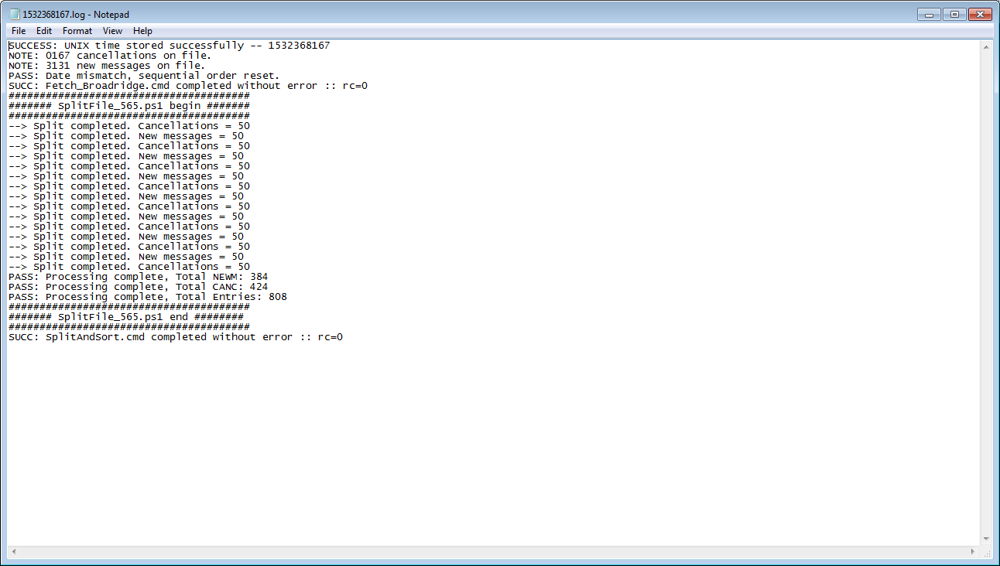 1532368167.log - Notepad
File Edit Format View Help
SUCCESS: UNIX time stored successfully -- 1532368167
NOTE: 0167 cancellations on file.
NOTE: 3131 new messages on file.
PASS: Date mismatch, sequential order reset.
SUCC: Fetch_Broadridge.cmd completed without error :: rc=0
#######################################
####### SplitFile_565.ps1 begin #######
#######################################
--> Split completed. Cancellations = 50
--> Split completed. New messages = 50
--> Split completed. Cancellations = 50
--> Split completed. New messages = 50
--> Split completed. Cancellations = 50
--> Split completed. New messages = 50
--> Split completed. Cancellations = 50
--> Split completed. New messages = 50
--> Split completed. Cancellations = 50
--> Split completed. New messages = 50
--> Split completed. Cancellations = 50
--> Split completed. New messages = 50
--> Split completed. Cancellations = 50
--> Split completed. New messages = 50
--> Split completed. Cancellations = 50
PASS: Processing complete, Total NEWM: 384
PASS: Processing complete, Total CANC: 424
PASS: Processing complete, Total Entries: 808
#######################################
####### SplitFile_565.ps1 end ########
#######################################
SUCC: SplitAndSort.cmd completed without error :: rc=0